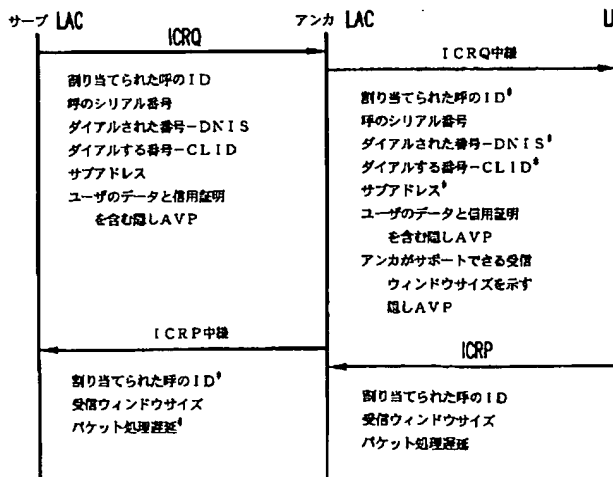 サーブ LAC
アンカ LAC
ICRQ
ICRQ中継
割り当てられた呼のID
呼のシリアル番号
ダイアルされた番号-DNIS
ダイアルする番号-CLID
サブアドレス
ユーザのデータと信用証明
を含む隠しAVP
割り当てられた呼のID*
呼のシリアル番号
ダイアルされた番号-DNIS*
ダイアルする番号-CLID*
サブアドレス*
ユーザのデータと信用証明
を含む隠しAVP
アンカがサポートできる受信
ウィンドウサイズを示す
隠しAVP
ICRP中継
ICRP
割り当てられた呼のID*
受信ウィンドウサイズ
パケット処理遅延*
割り当てられた呼のID
受信ウィンドウサイズ
パケット処理遅延